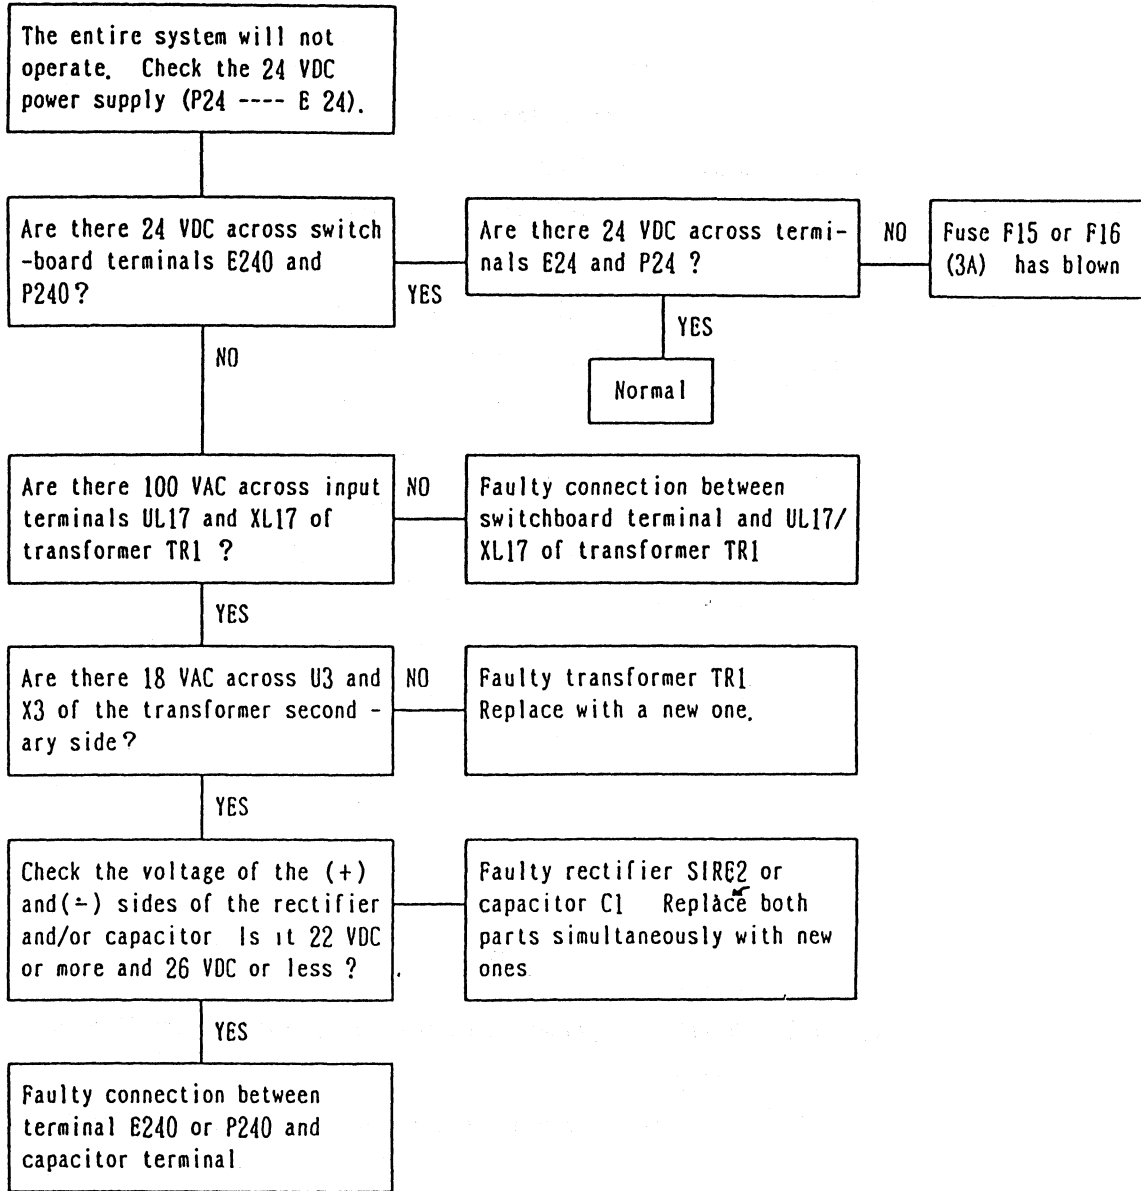 The entire system will not
operate. Check the 24 VDC
power supply (P24 ---- E 24).
Are there 24 VDC across switch
-board terminals E240 and
P240?
YES
Are there 24 VDC across termi-
nals E24 and P24 ?
NO
Fuse F15 or F16
(3A) has blown
YES
Normal
NO
Are there 100 VAC across input
terminals UL17 and XL17 of
transformer TR1 ?
NO
Faulty connection between
switchboard terminal and UL17/
XL17 of transformer TR1
YES
Are there 18 VAC across U3 and
X3 of the transformer second -
ary side?
NO
Faulty transformer TR1
Replace with a new one.
YES
Check the voltage of the (+)
and(-) sides of the rectifier
and/or capacitor Is it 22 VDC
or more and 26 VDC or less ?
Faulty rectifier SIRE2 or
capacitor C1 Replace both
parts simultaneously with new
ones
YES
Faulty connection between
terminal E240 or P240 and
capacitor terminal